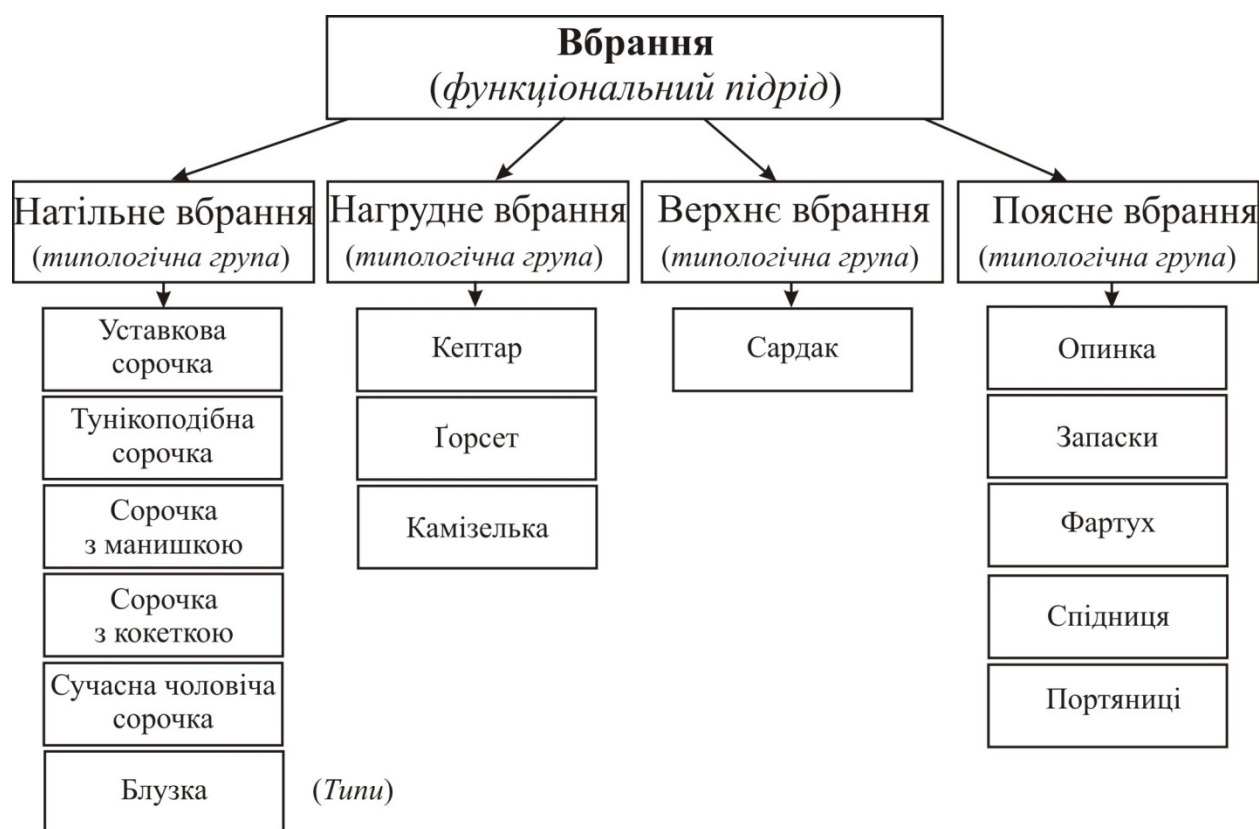 Вбрання
(функціональний підрід)
Натільне вбрання
(типологічна група)
Нагрудне вбрання
(типологічна група)
Верхнє вбрання
(типологічна група)
Поясне вбрання
(типологічна група)
Уставкова
сорочка
Тунікоподібна
сорочка
Сорочка
з манишкою
Сорочка
з кокеткою
Сучасна чоловіча
сорочка
Блузка
(Типи)
Кептар
Ґорсет
Камізелька
Сардак
Опинка
Запаски
Фартух
Спідниця
Портяниці